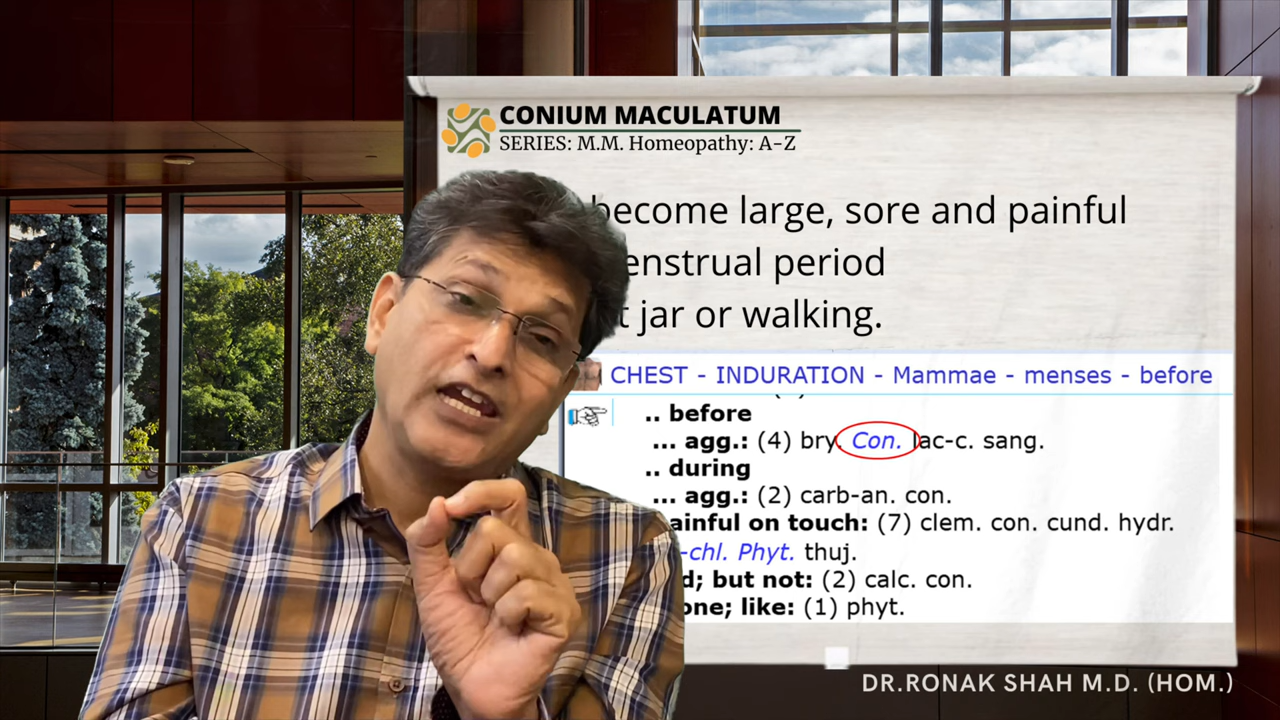 CONIUM MACULATUM
SERIES: M.M. Homeopathy: A-Z
become large, sore and painful
enstrual period
t jar or walking.
CHEST - INDURATION - Mammae - menses - before
.. before
... agg.: (4) bry. Con. lac-c. sang.
.. during
... agg.: (2) carb-an. con.
ainful on touch: (7) clem. con. cund. hydr.
-chl. Phyt. thuj.
d; but not: (2) calc. con.
one; like: (1) phyt.
DR.RONAK SHAH M.D. (HOM.)